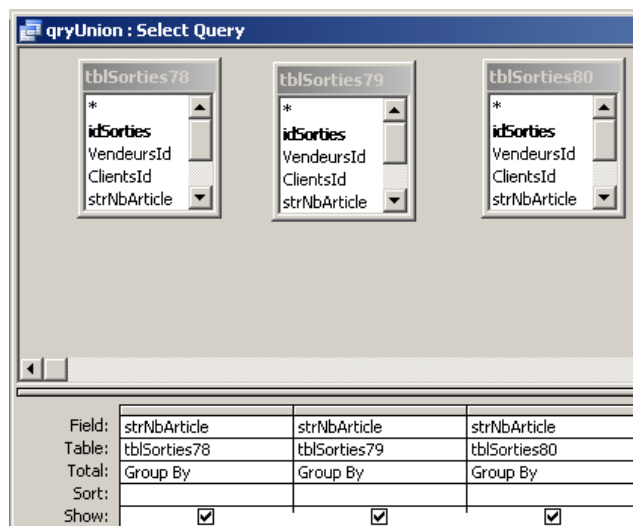 qryUnion : Select Query
tblSorties78 tblSorties79 tblSorties80
* * *
idSorties idSorties idSorties
VendeursId VendeursId VendeursId
ClientsId ClientsId ClientsId
strNbArticle strNbArticle strNbArticle
Field: strNbArticle strNbArticle strNbArticle
Table: tblSorties78 tblSorties79 tblSorties80
Total: Group By Group By Group By
Sort:
Show: